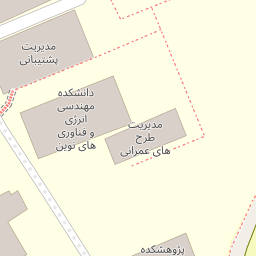 مدیریت
پشتیبانی
دانشکده
مهندسی
انرژی
و فناوری
های نوین
مدیریت
طرح
های عمرانی
پژوهشکده